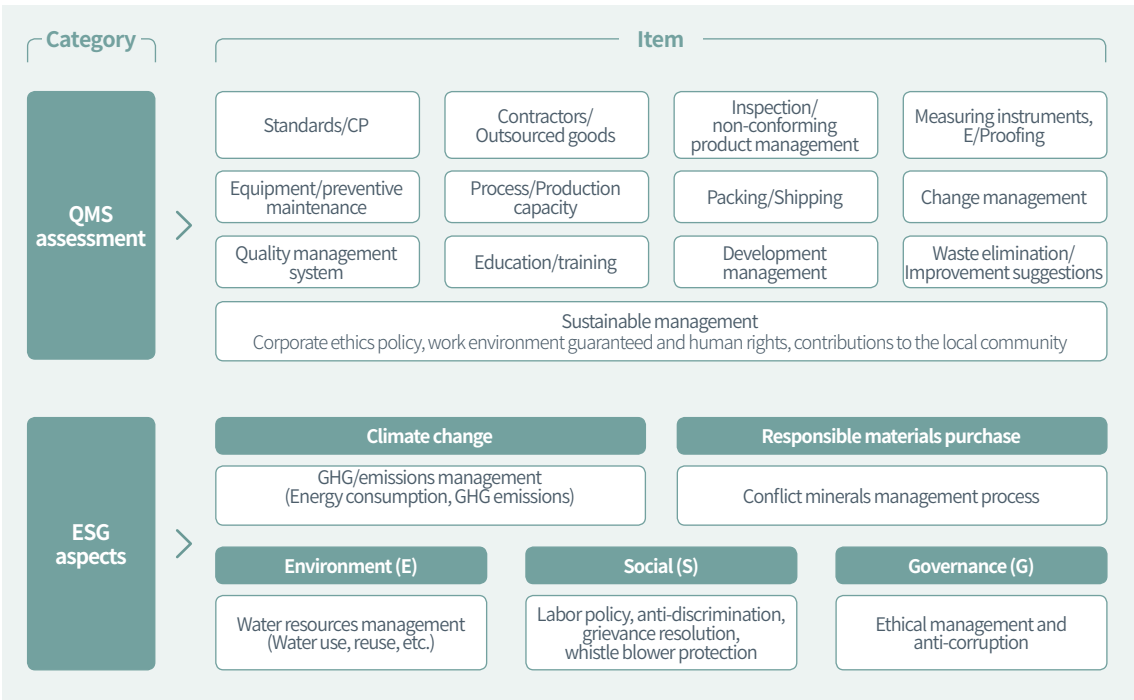 Category
Item
QMS
assessment
Standards/CP
Contractors/
Outsourced goods
Inspection/
non-conforming
product management
Measuring instruments,
E/Proofing
Equipment/preventive
maintenance
Process/Production
capacity
Packing/Shipping
Change management
Quality management
system
Education/training
Development
management
Waste elimination/
Improvement suggestions
Sustainable management
Corporate ethics policy, work environment guaranteed and human rights, contributions to the local community
ESG
aspects
Climate change
GHG/emissions management
(Energy consumption, GHG emissions)
Responsible materials purchase
Conflict minerals management process
Environment (E)
Water resources management
(Water use, reuse, etc.)
Social (S)
Labor policy, anti-discrimination,
grievance resolution,
whistle blower protection
Governance (G)
Ethical management and
anti-corruption